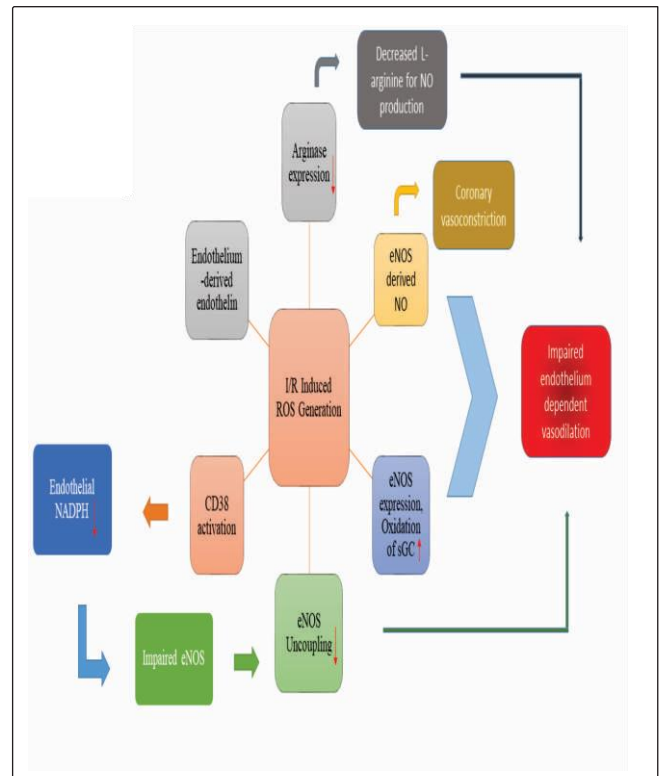 Decreased L-
arginine for NO
production
Arginase
expression
Coronary
vasoconstriction
Endothelium
-derived
endothelin
eNOS
derived
NO
I/R Induced
ROS Generation
Impaired
endothelium
dependent
vasodilation
Endothelial
NADPH
CD38
activation
eNOS
expression,
Oxidation
of sGC
Impaired eNOS
eNOS
Uncoupling